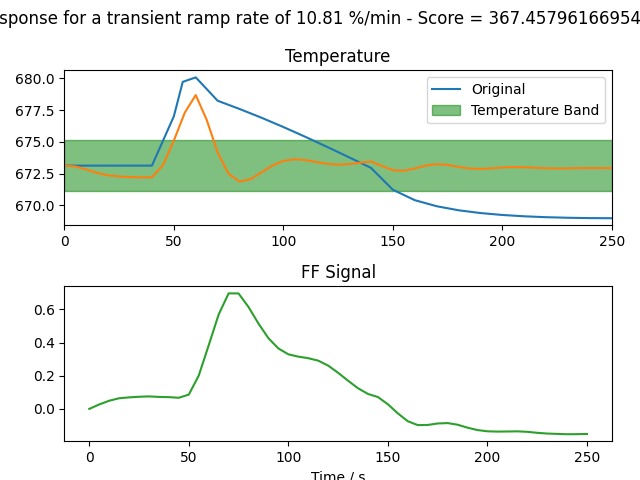 sponse for a transient ramp rate of 10.81 %/min - Score = 367.45796166954
Temperature
680.0
677.5
675.0
672.5
670.0
Original
Temperature Band
0 50 100 150 200 250
FF Signal
0.6
0.4
0.2
0.0
0 50 100 150 200 250
Time / s